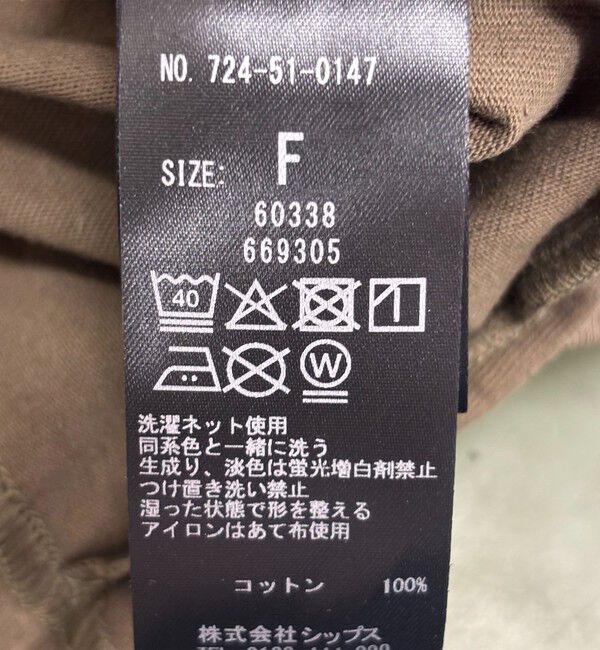 NO. 724-51-0147
SIZE: F
60338
669305
40
W
洗濯ネット使用
同系色と一緒に洗う
生成り、淡色は蛍光増白剤禁止
つけ置き洗い禁止
湿った状態で形を整える
アイロンはあて布使用
コットン 100%
株式会社シップス